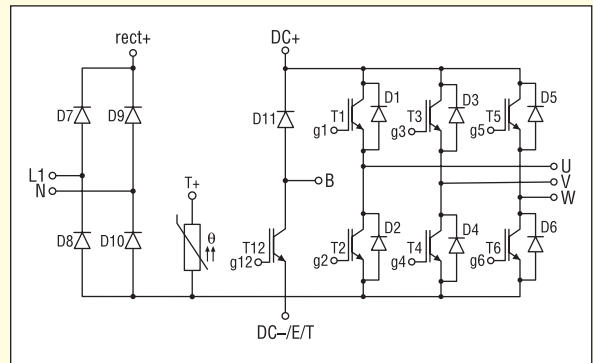 rect+
DC+
D7
D9
D11
T1
D1
T3
D3
T5
D5
g1
g3
g5
L1
N
T+
B
U
V
W
D8
D10
θ
T12
g12
T2
D2
T4
D4
T6
D6
g2
g4
g6
DC–/E/T